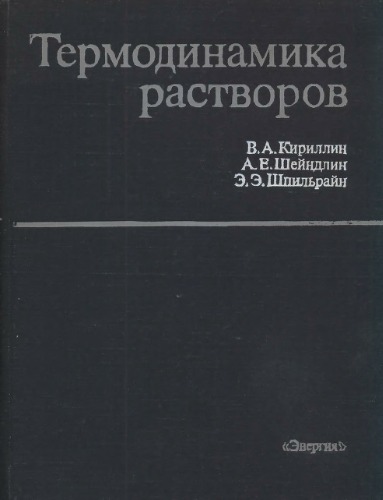 Термодинамика
растворов
В.А.Кириллин
А.Е.Шейндлин
Э.Э.Шпильрайн
«Энергия»